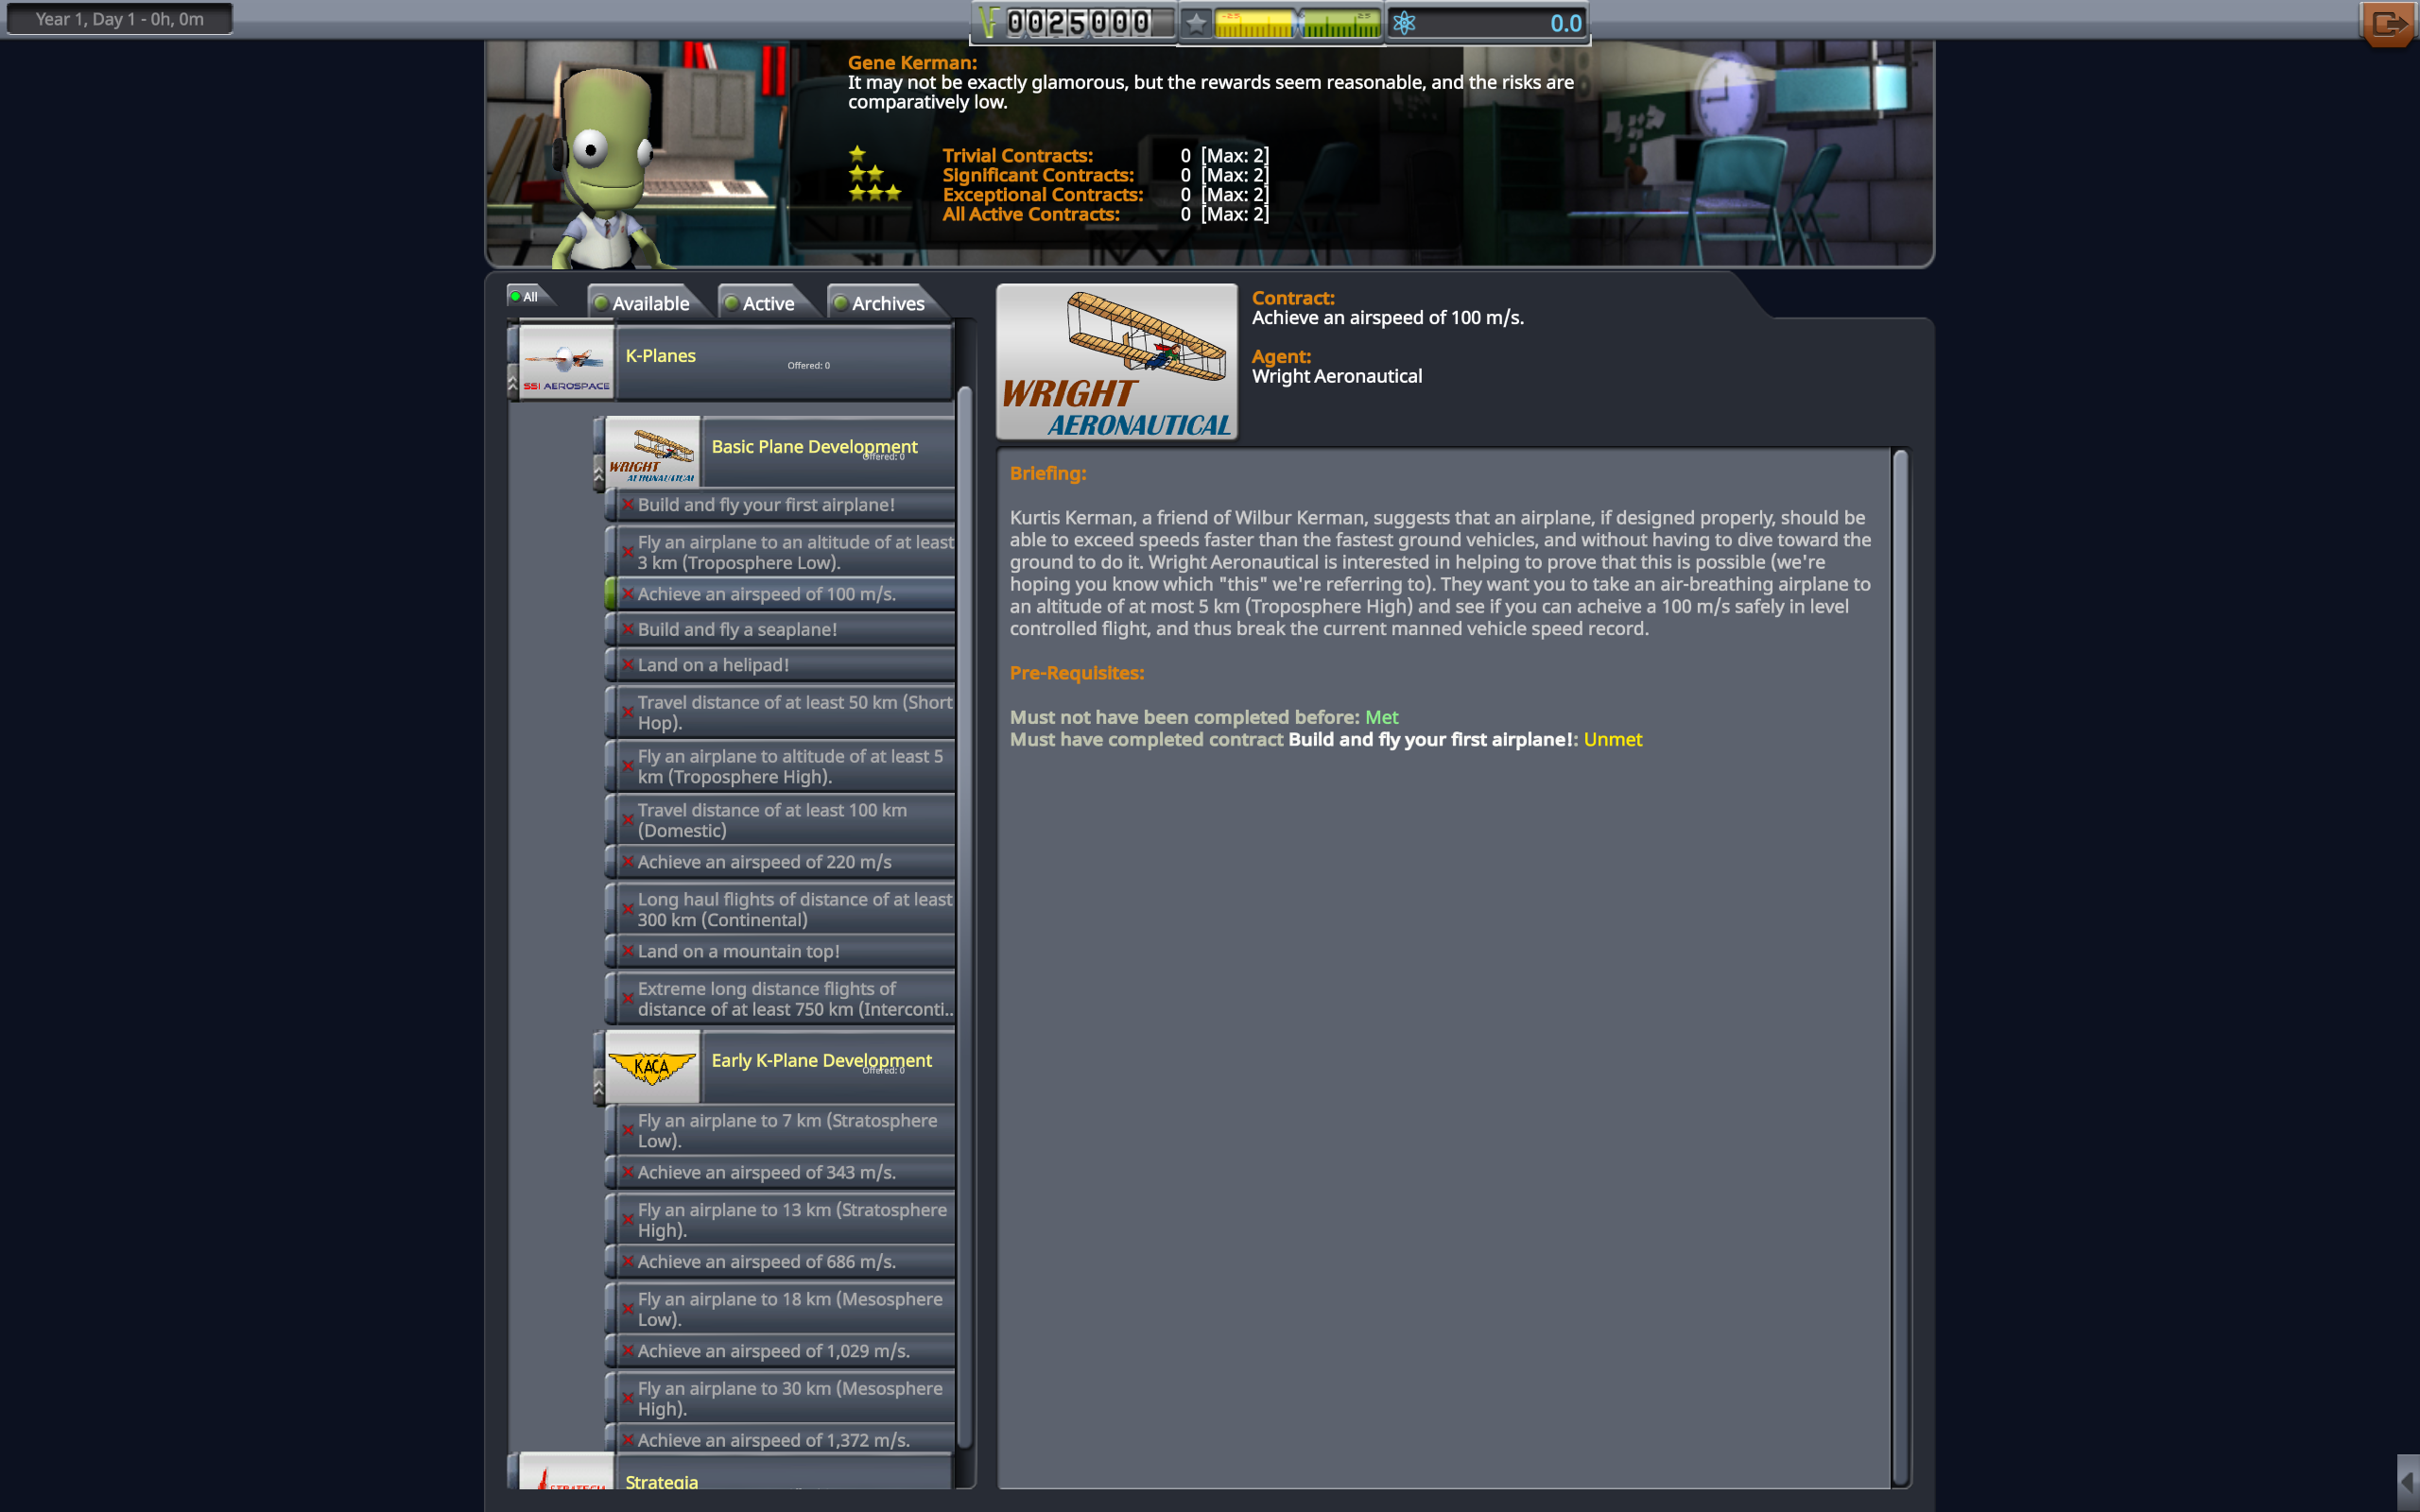 Year 1, Day 1 - 0h, 0m
0025000
-25
25
0.0
Gene Kerman:
It may not be exactly glamorous, but the rewards seem reasonable, and the risks are
comparatively low.
Trivial Contracts: 0 [Max: 2]
Significant Contracts: 0 [Max: 2]
Exceptional Contracts: 0 [Max: 2]
All Active Contracts: 0 [Max: 2]
All
Available
Active
Archives
SSI AEROSPACE
K-Planes
Offered: 0
WRIGHT
AERONAUTICAL
Basic Plane Development
Offered: 0
Build and fly your first airplane!
Fly an airplane to an altitude of at least
3 km (Troposphere Low).
Achieve an airspeed of 100 m/s.
Build and fly a seaplane!
Land on a helipad!
Travel distance of at least 50 km (Short
Hop).
Fly an airplane to altitude of at least 5
km (Troposphere High).
Travel distance of at least 100 km
(Domestic)
Achieve an airspeed of 220 m/s
Long haul flights of distance of at least
300 km (Continental)
Land on a mountain top!
Extreme long distance flights of
distance of at least 750 km (Interconti..
KACA
Early K-Plane Development
Offered: 0
Fly an airplane to 7 km (Stratosphere
Low).
Achieve an airspeed of 343 m/s.
Fly an airplane to 13 km (Stratosphere
High).
Achieve an airspeed of 686 m/s.
Fly an airplane to 18 km (Mesosphere
Low).
Achieve an airspeed of 1,029 m/s.
Fly an airplane to 30 km (Mesosphere
High).
Achieve an airspeed of 1,372 m/s.
Strategia
WRIGHT
AERONAUTICAL
Contract:
Achieve an airspeed of 100 m/s.
Agent:
Wright Aeronautical
Briefing:
Kurtis Kerman, a friend of Wilbur Kerman, suggests that an airplane, if designed properly, should be
able to exceed speeds faster than the fastest ground vehicles, and without having to dive toward the
ground to do it. Wright Aeronautical is interested in helping to prove that this is possible (we're
hoping you know which "this" we're referring to). They want you to take an air-breathing airplane to
an altitude of at most 5 km (Troposphere High) and see if you can acheive a 100 m/s safely in level
controlled flight, and thus break the current manned vehicle speed record.
Pre-Requisites:
Must not have been completed before: Met
Must have completed contract Build and fly your first airplane!: Unmet